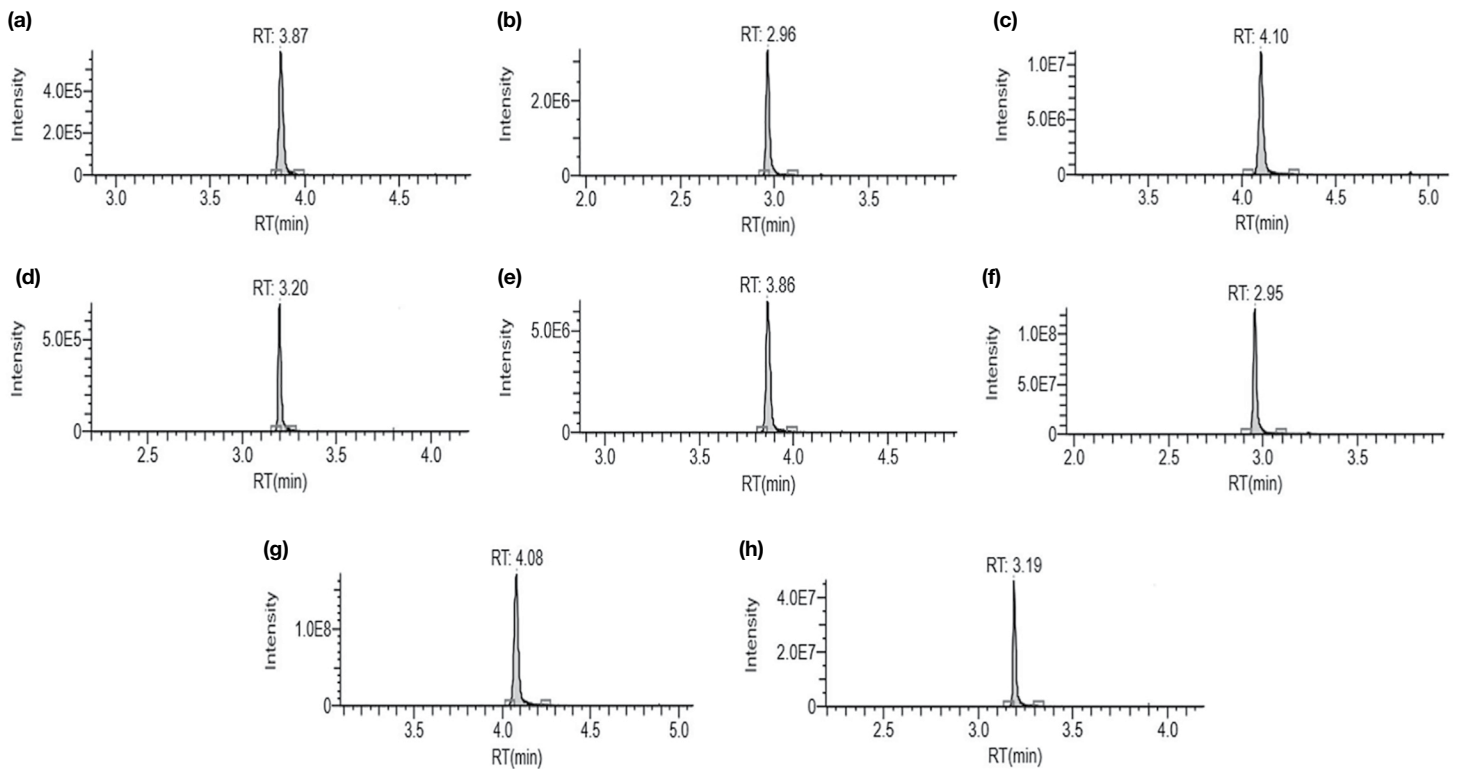 (a)
RT: 3.87
Intensity
4.0E5
2.0E5
0
3.0 3.5 4.0 4.5
RT(min)
(b)
RT: 2.96
Intensity
2.0E6
0
2.0 2.5 3.0 3.5
RT(min)
(c)
RT: 4.10
Intensity
1.0E7
5.0E6
0
3.5 4.0 4.5 5.0
RT(min)
(d)
RT: 3.20
Intensity
5.0E5
0
2.5 3.0 3.5 4.0
RT(min)
(e)
RT: 3.86
Intensity
5.0E6
0
3.0 3.5 4.0 4.5
RT(min)
(f)
RT: 2.95
Intensity
1.0E8
5.0E7
0
2.0 2.5 3.0 3.5
RT(min)
(g)
RT: 4.08
Intensity
1.0E8
0
3.5 4.0 4.5 5.0
RT(min)
(h)
RT: 3.19
Intensity
4.0E7
2.0E7
0
2.5 3.0 3.5 4.0
RT(min)